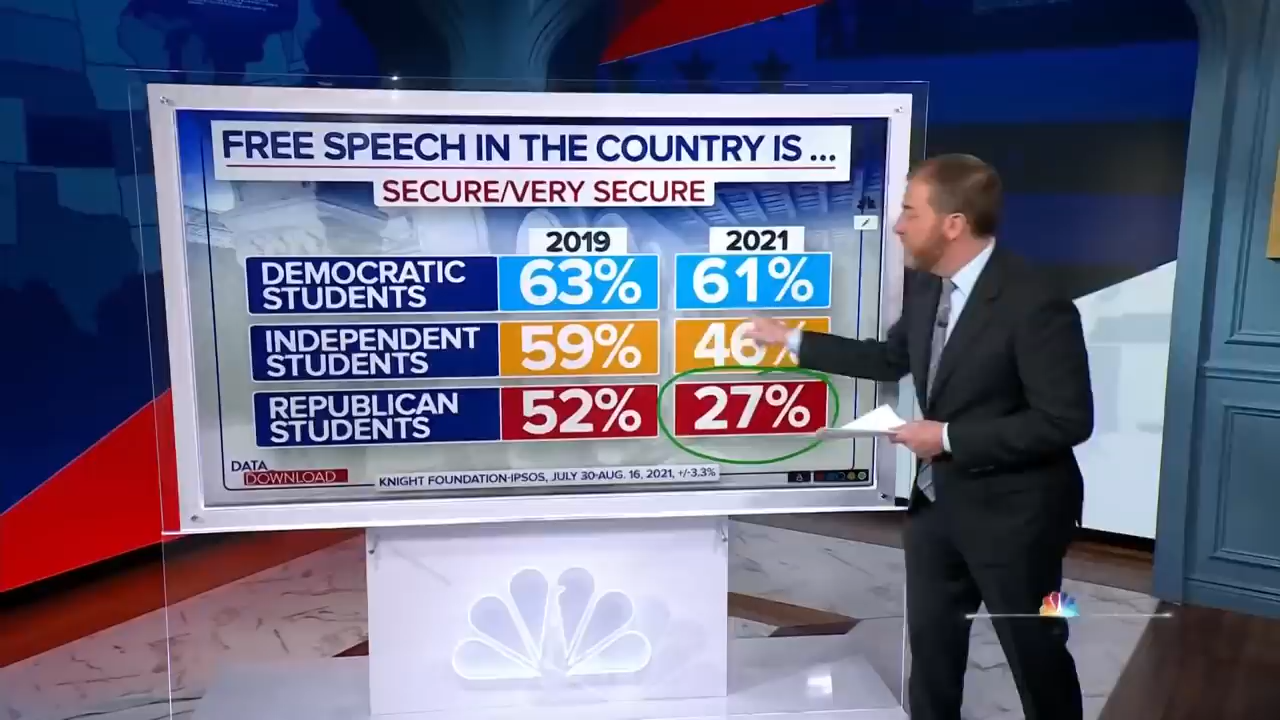 FREE SPEECH IN THE COUNTRY IS ...
SECURE/VERY SECURE
2019 2021
DEMOCRATIC STUDENTS 63% 61%
INDEPENDENT STUDENTS 59% 46%
REPUBLICAN STUDENTS 52% 27%
DATA DOWNLOAD
KNIGHT FOUNDATION-IPSOS, JULY 30-AUG. 16, 2021, +/-3.3%